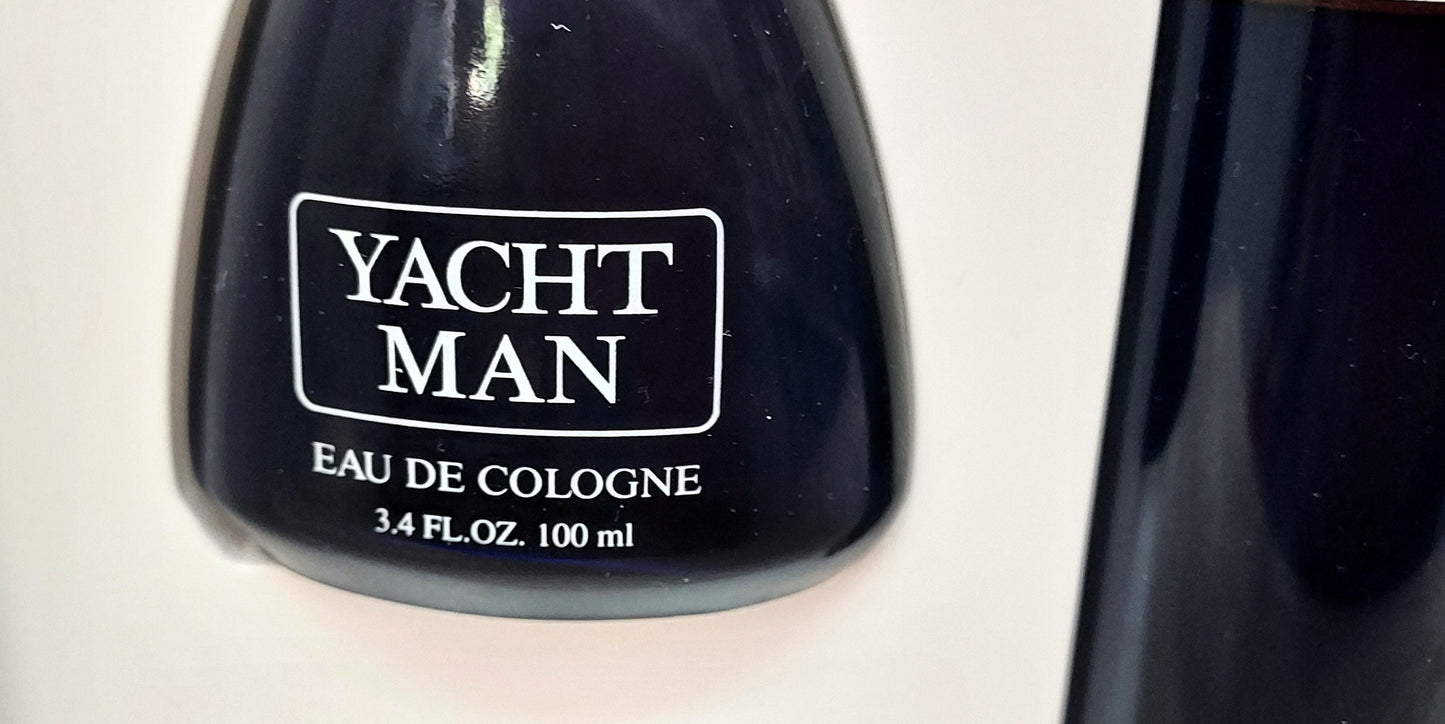 YACHT
MAN
EAU DE COLOGNE
3.4 FL.OZ. 100 ml